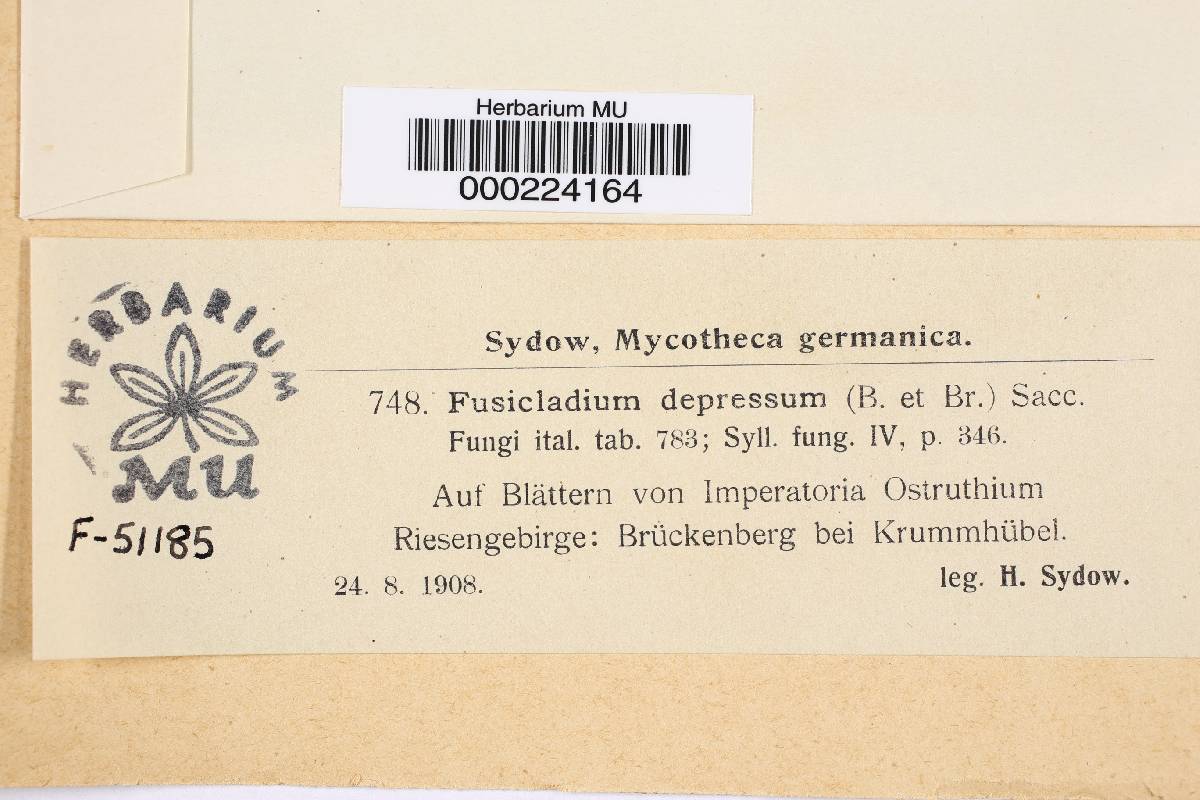 Herbarium MU
000224164
HERBARIUM
MU
F-51185
Sydow, Mycotheca germanica.
748. Fusicladium depressum (B. et Br.) Sacc.
Fungi ital. tab. 783; Syll. fung. IV, p. 346.
Auf Blättern von Imperatoria Ostruthium
Riesengebirge: Brückenberg bei Krummhübel.
24. 8. 1908.
leg. H. Sydow.